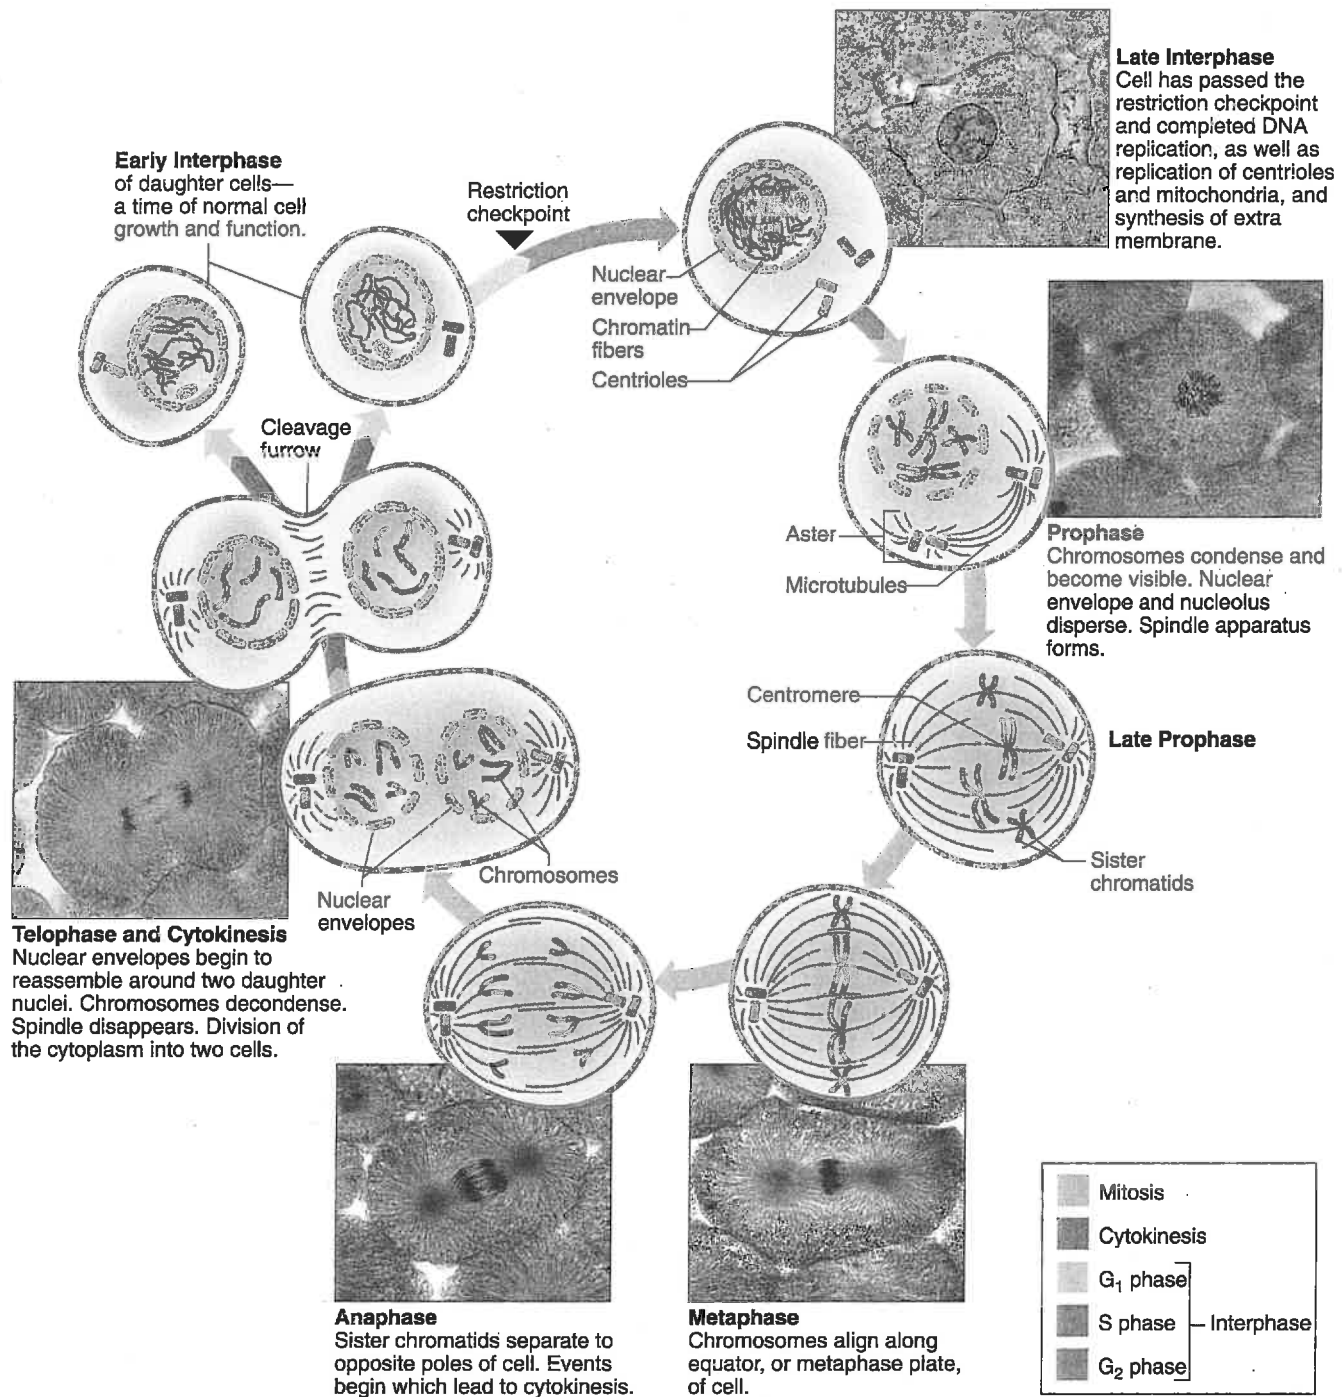 Late Interphase
Cell has passed the
restriction checkpoint
and completed DNA
replication, as well as
replication of centrioles
and mitochondria, and
synthesis of extra
membrane.
Early Interphase
of daughter cells—
a time of normal cell
growth and function.
Restriction
checkpoint
Nuclear
envelope
Chromatin
fibers
Centrioles
Cleavage
furrow
Aster
Microtubules
Prophase
Chromosomes condense and
become visible. Nuclear
envelope and nucleolus
disperse. Spindle apparatus
forms.
Centromere
Spindle fiber
Late Prophase
Sister
chromatids
Chromosomes
Nuclear
envelopes
Telophase and Cytokinesis
Nuclear envelopes begin to
reassemble around two daughter
nuclei. Chromosomes decondense.
Spindle disappears. Division of
the cytoplasm into two cells.
Anaphase
Sister chromatids separate to
opposite poles of cell. Events
begin which lead to cytokinesis.
Metaphase
Chromosomes align along
equator, or metaphase plate,
of cell.
Mitosis
Cytokinesis
G₁ phase
S phase
G₂ phase
Interphase